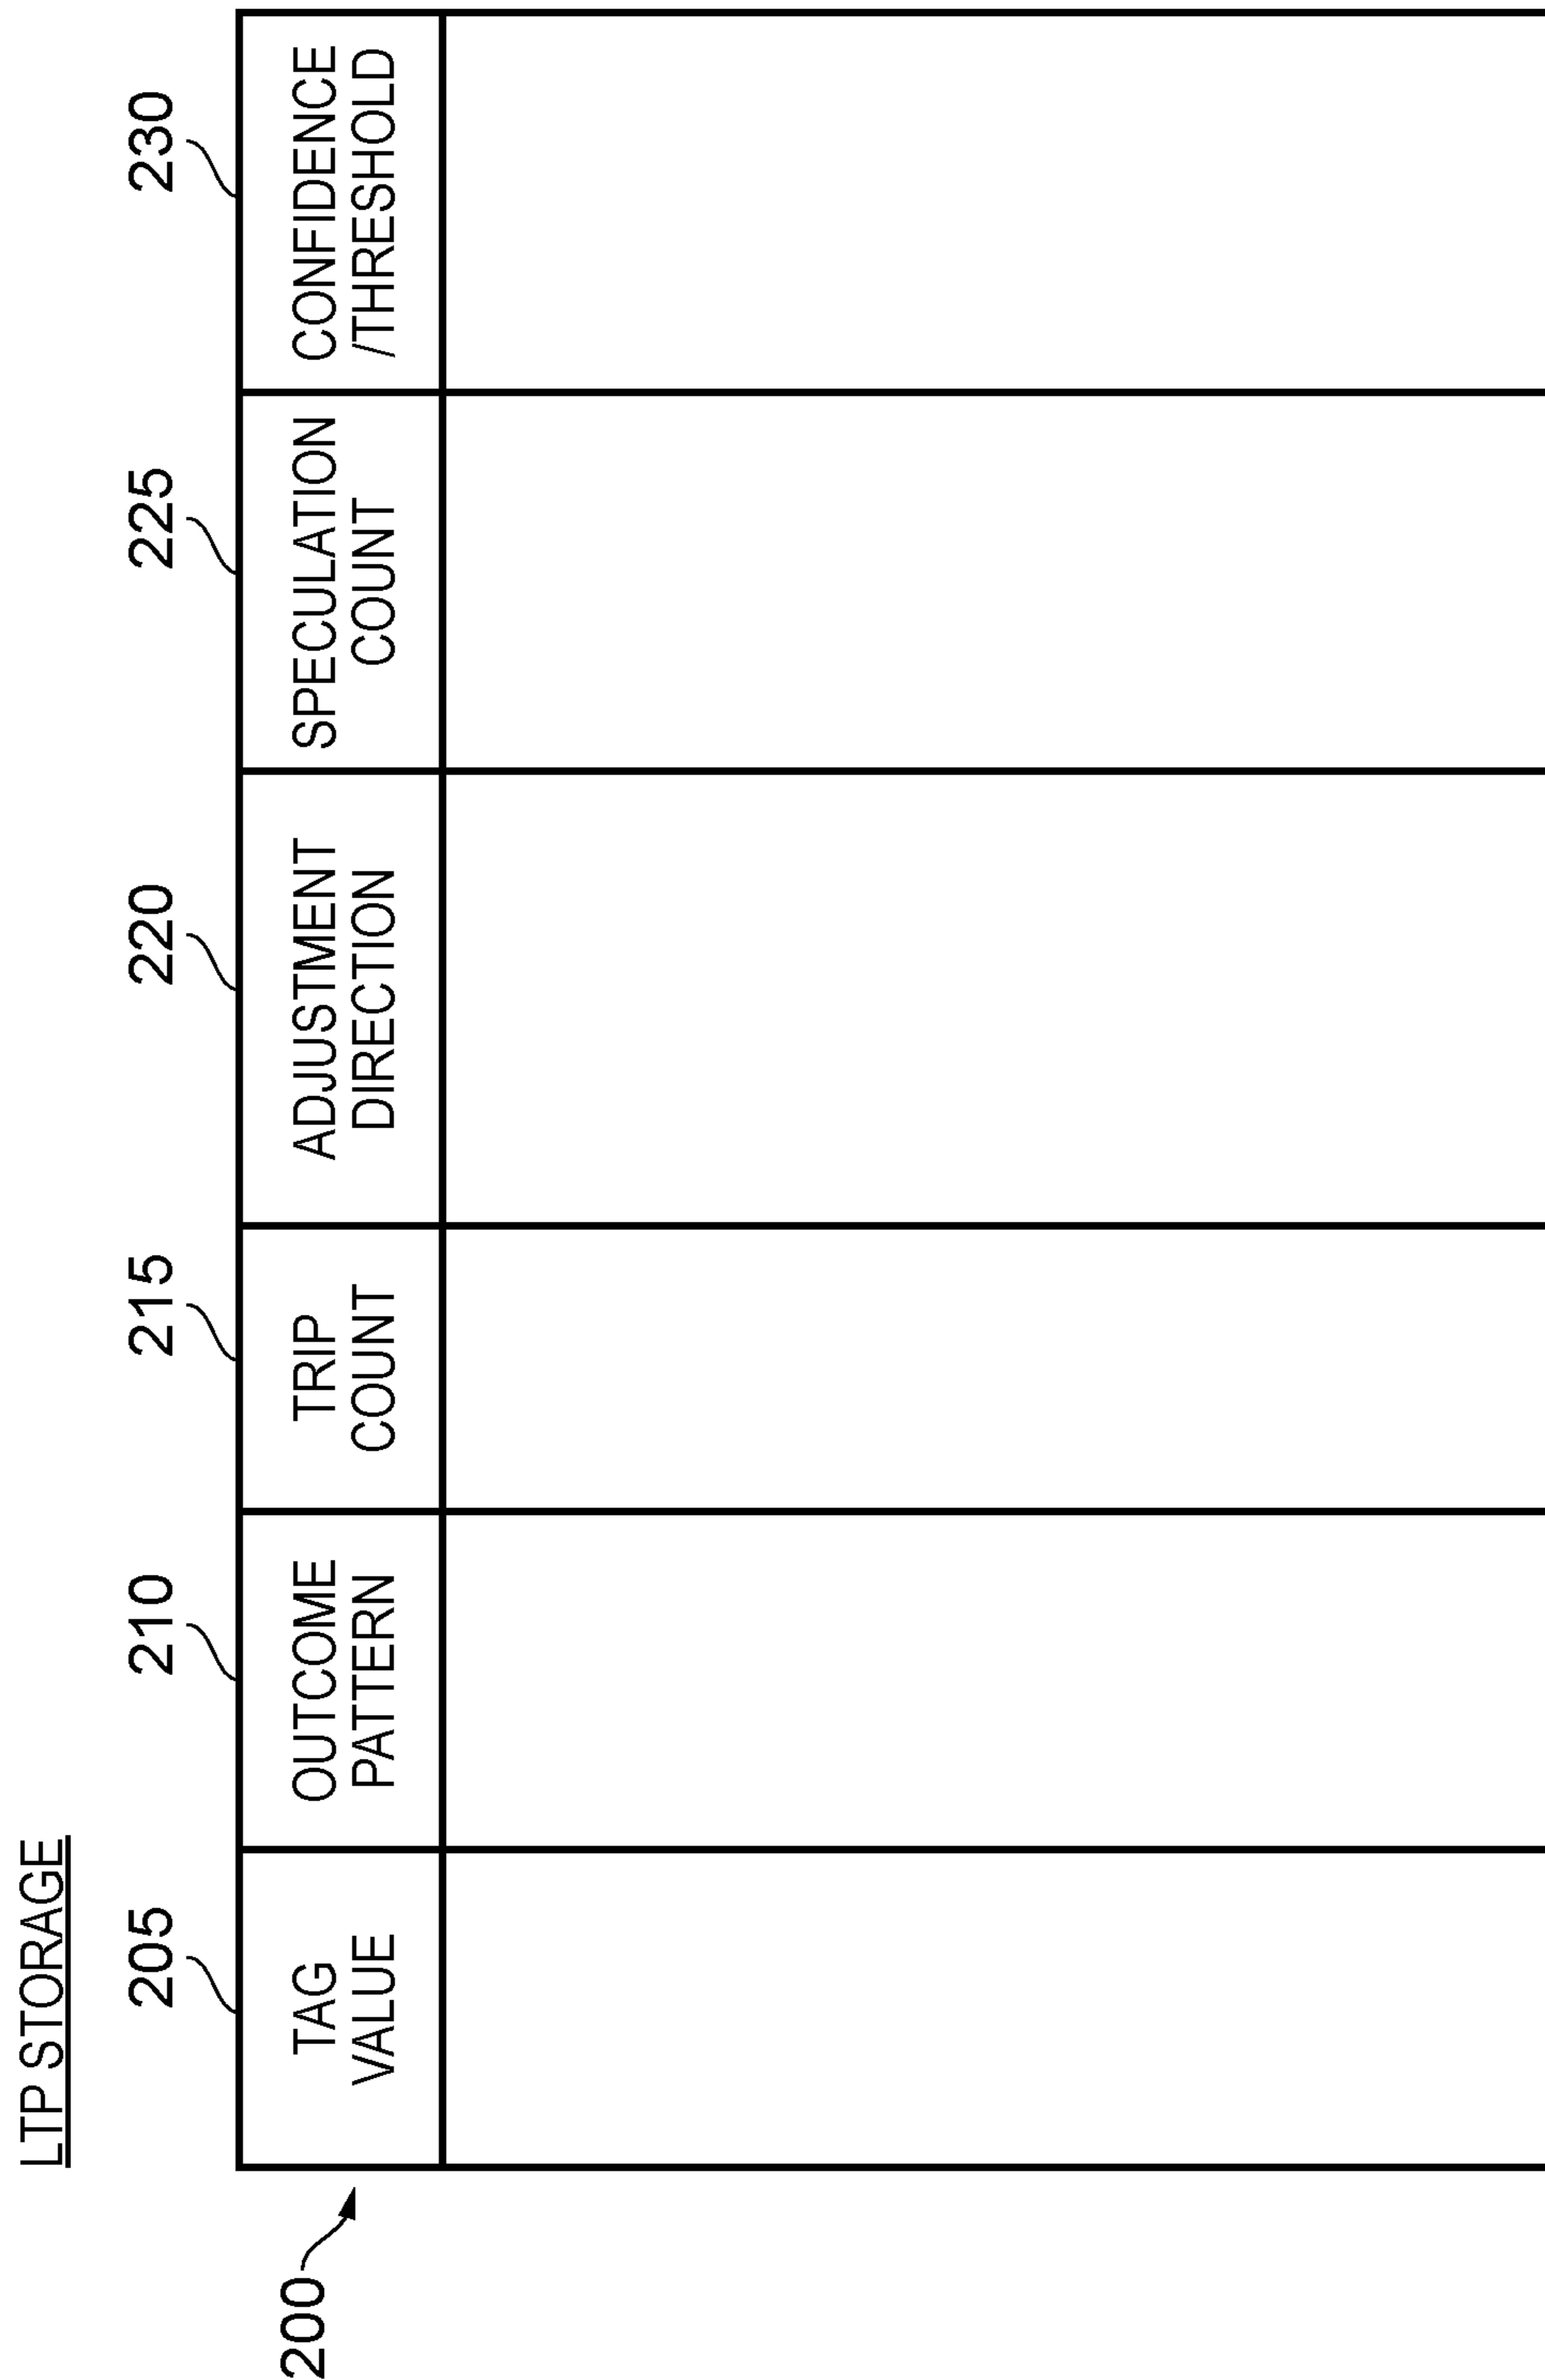 LTP STORAGE
205
210
215
220
225
230
200
TAG
VALUE
OUTCOME
PATTERN
TRIP
COUNT
ADJUSTMENT
DIRECTION
SPECULATION
COUNT
CONFIDENCE
/THRESHOLD